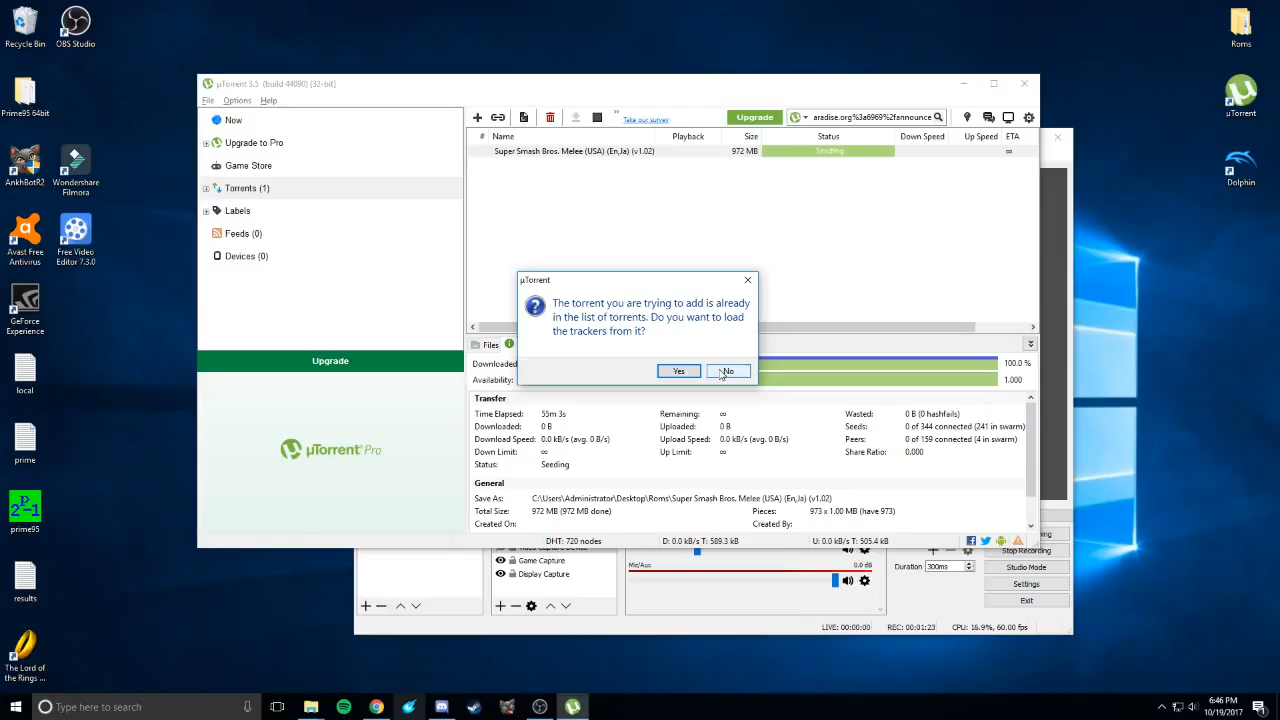 Recycle Bin
OBS Studio
Roms
Prime95 64bit
µTorrent
AnkhBotR2
Wondershare Filmora
Dolphin
Avast Free Antivirus
Free Video Editor 7.3.0
GeForce Experience
local
prime
prime95
results
The Lord of the Rings ...
µTorrent 3.5 (build 44090) [32-bit]
File Options Help
Now
Upgrade to Pro
Game Store
Torrents (1)
Labels
Feeds (0)
Devices (0)
Upgrade
µTorrent Pro
Take our survey
Upgrade
aradise.org%3a6969%2fannounce
# Name Playback Size Status Down Speed Up Speed ETA
Super Smash Bros. Melee (USA) (En,Ja) (v1.02) 972 MB Seeding ∞
µTorrent
The torrent you are trying to add is already
in the list of torrents. Do you want to load
the trackers from it?
Yes No
Files
Downloaded 100.0 %
Availability: 1.000
Transfer
Time Elapsed: 55m 3s Remaining: ∞ Wasted: 0 B (0 hashfails)
Downloaded: 0 B Uploaded: 0 B Seeds: 0 of 344 connected (241 in swarm)
Download Speed: 0.0 kB/s (avg. 0 B/s) Upload Speed: 0.0 kB/s (avg. 0 B/s) Peers: 0 of 159 connected (4 in swarm)
Down Limit: ∞ Up Limit: ∞ Share Ratio: 0.000
Status: Seeding
General
Save As: C:\Users\Administrator\Desktop\Roms\Super Smash Bros. Melee (USA) (En,Ja) (v1.02)
Total Size: 972 MB (972 MB done) Pieces: 973 x 1.00 MB (have 973)
Created On: Created By:
DHT: 720 nodes D: 0.0 kB/s T: 589.3 kB U: 0.0 kB/s T: 505.4 kB
Game Capture
Display Capture
Mic/Aux 0.0 dB
Duration 300ms
Stop Recording
Studio Mode
Settings
Exit
LIVE: 00:00:00 REC: 00:01:23 CPU: 16.9%, 60.00 fps
Type here to search
6:46 PM
10/19/2017